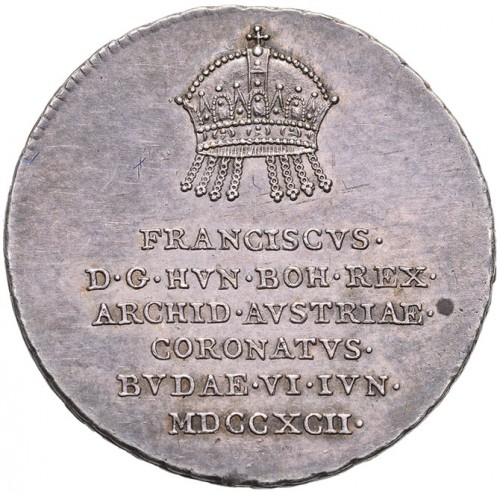 FRANCISCVS·
D·G·HVN·BOH·REX·
ARCHID·AVSTRIAE·
CORONATVS·
BVDAE·VI·IVN·
MDCCXCII·